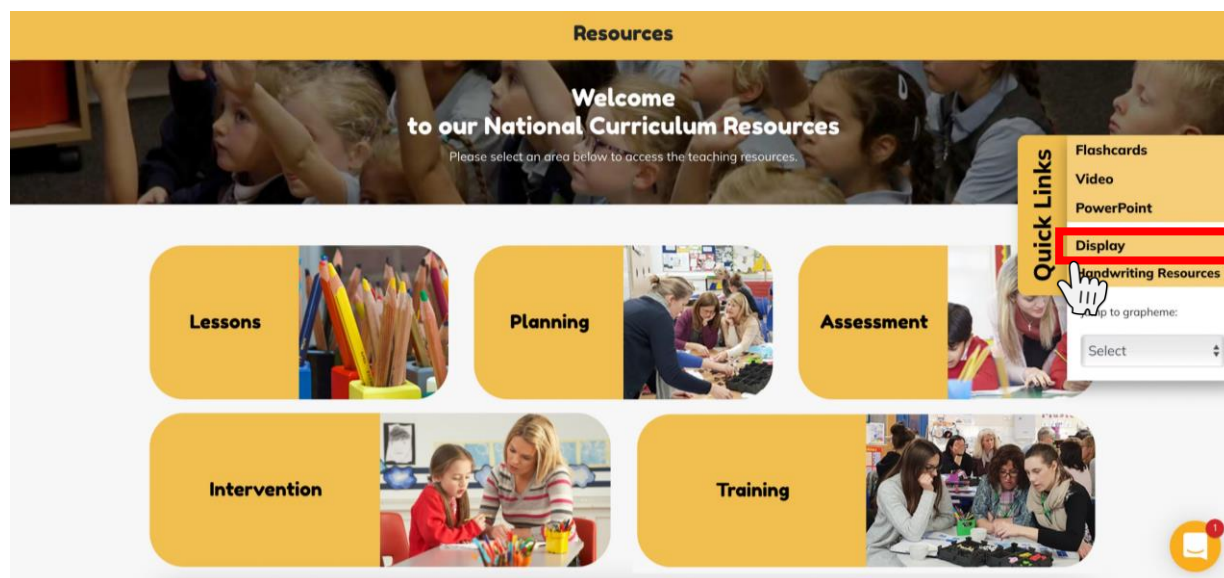 Resources
Welcome
to our National Curriculum Resources
Please select an area below to access the teaching resources.
Quick Links
Flashcards
Video
PowerPoint
Display
Handwriting Resources
Jump to grapheme:
Select
Lessons
Planning
Assessment
Intervention
Training
1